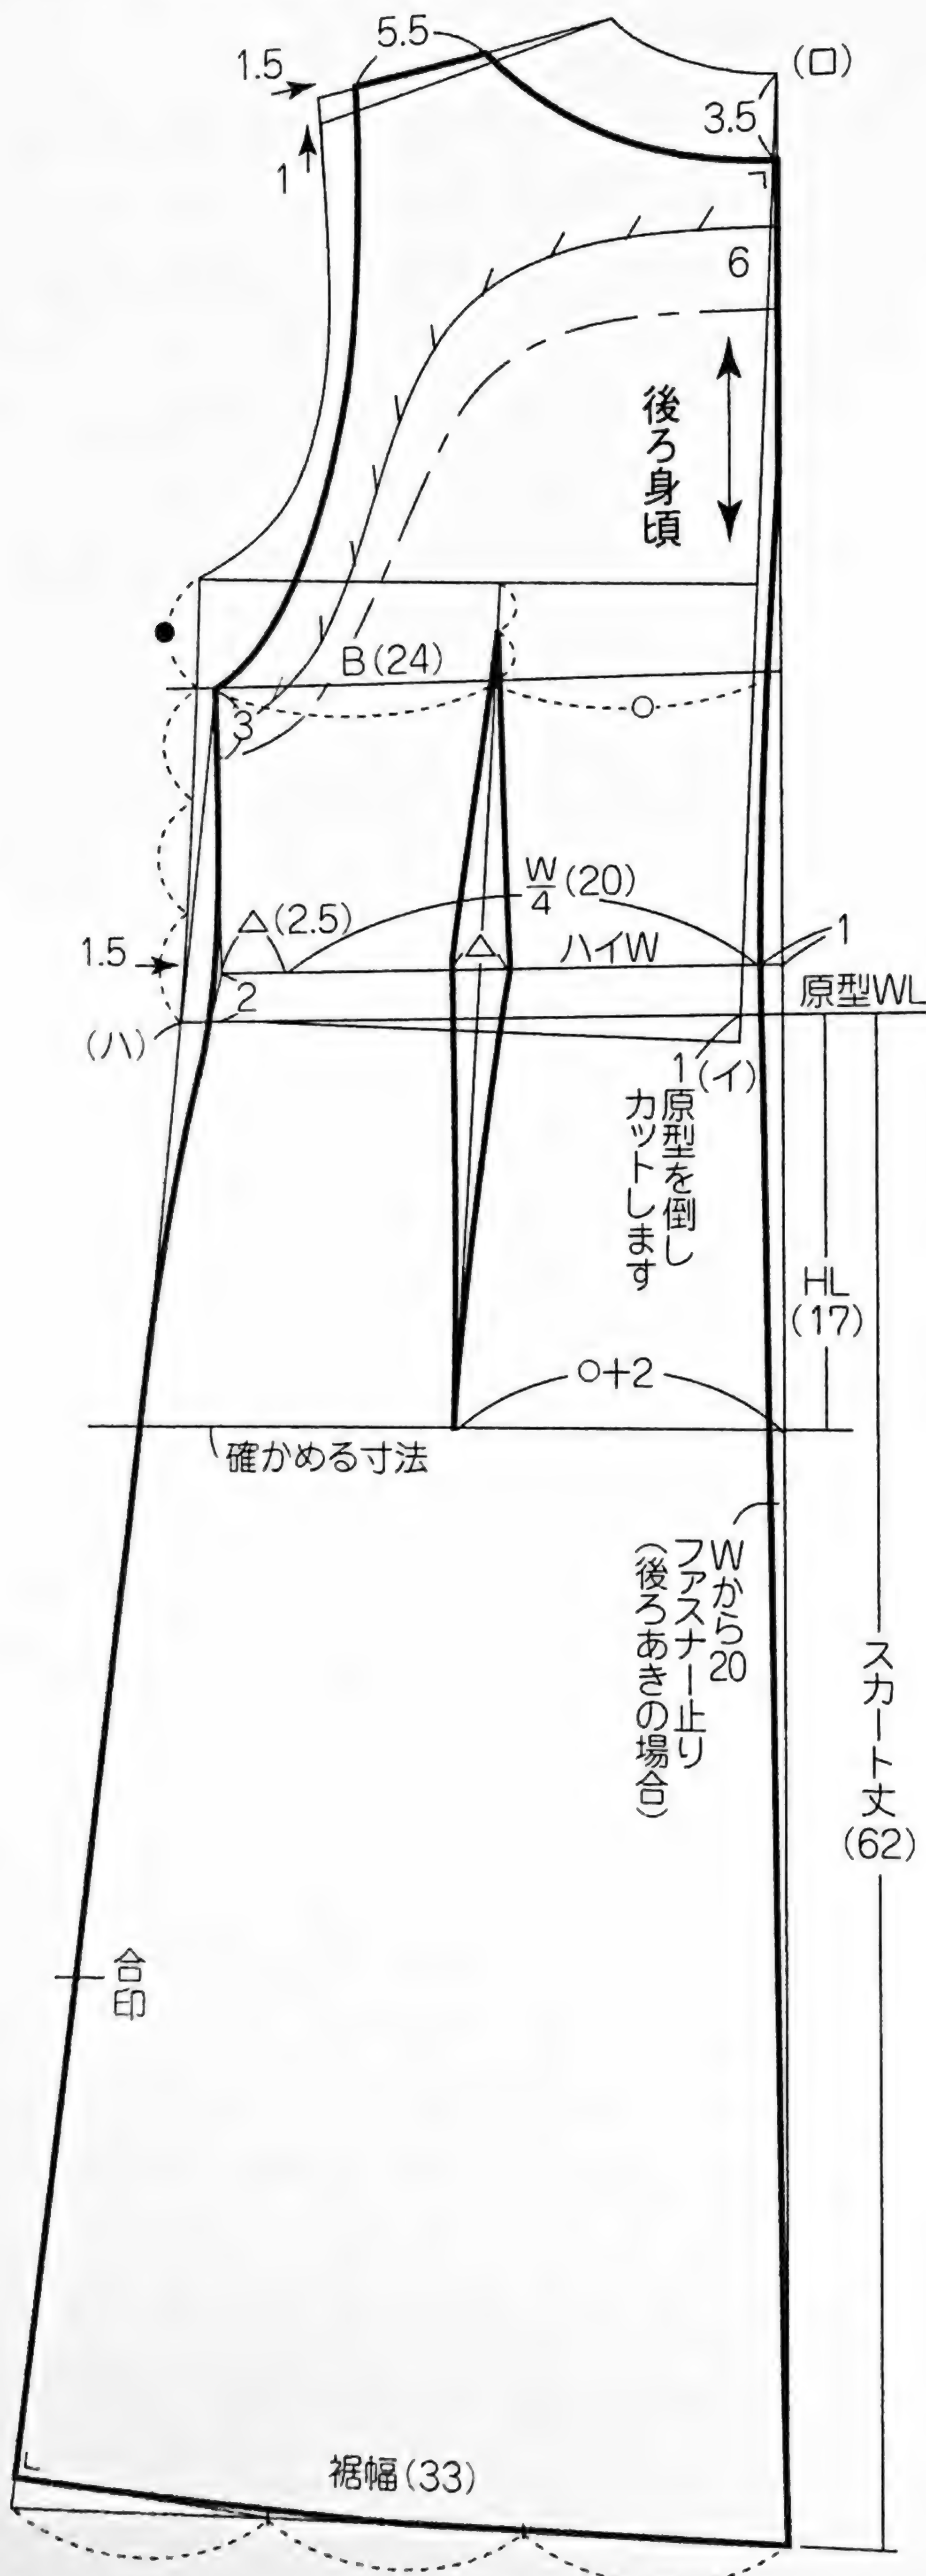 5.5
1.5
(ロ)
3.5
1
6
後ろ身頃
●
B(24)
3
○
W/4(20)
△(2.5)
1
1.5
△
ハイW
原型WL
2
(ハ)
1(イ)
原型を倒し
カットします
HL
(17)
○+2
確かめる寸法
Wから20
ファスナー止り
(後ろあきの場合)
スカート丈
(62)
合印
裾幅(33)